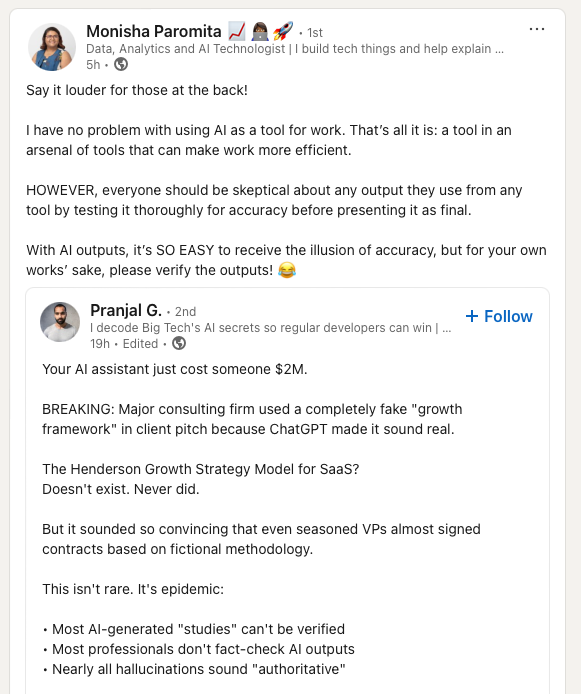 Monisha Paromita 📈 👩🏾‍💻 🚀 • 1st
Data, Analytics and AI Technologist | I build tech things and help explain ...
5h •
Say it louder for those at the back!
I have no problem with using AI as a tool for work. That’s all it is: a tool in an
arsenal of tools that can make work more efficient.
HOWEVER, everyone should be skeptical about any output they use from any
tool by testing it thoroughly for accuracy before presenting it as final.
With AI outputs, it’s SO EASY to receive the illusion of accuracy, but for your own
works’ sake, please verify the outputs! 😂
Pranjal G. • 2nd
+ Follow
I decode Big Tech's AI secrets so regular developers can win | ...
19h • Edited •
Your AI assistant just cost someone $2M.
BREAKING: Major consulting firm used a completely fake "growth
framework" in client pitch because ChatGPT made it sound real.
The Henderson Growth Strategy Model for SaaS?
Doesn't exist. Never did.
But it sounded so convincing that even seasoned VPs almost signed
contracts based on fictional methodology.
This isn't rare. It's epidemic:
• Most AI-generated "studies" can't be verified
• Most professionals don't fact-check AI outputs
• Nearly all hallucinations sound "authoritative"